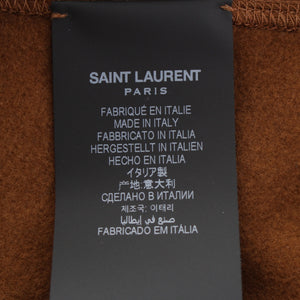 SAINT LAURENT
PARIS
FABRIQUÉ EN ITALIE
MADE IN ITALY
FABBRICATO IN ITALIA
HERGESTELLT IN ITALIEN
HECHO EN ITALIA
イタリア製
产地:意大利
СДЕЛАНО В ИТАЛИИ
제조국: 이태리
صنع في إيطاليا
FABRICADO EM ITÁLIA